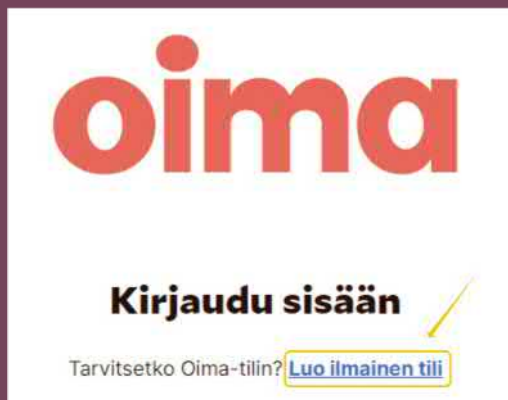 oima
Kirjaudu sisään
Tarvitsetko Oima-tilin? Luo ilmainen tili